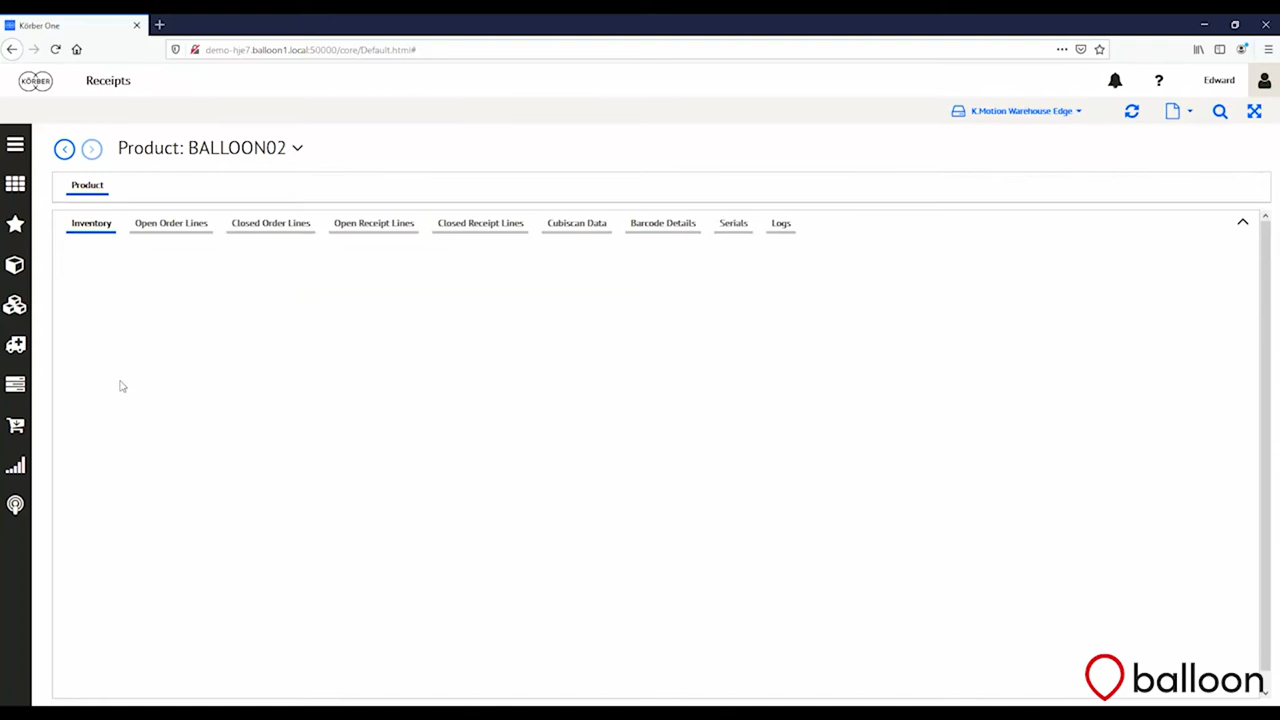 Körber One
demo-hje7.balloon1.local:50000/core/Default.html#
KÖRBER
Receipts
Edward
K.Motion Warehouse Edge
Product: BALLOON02
Product
Inventory
Open Order Lines
Closed Order Lines
Open Receipt Lines
Closed Receipt Lines
Cubiscan Data
Barcode Details
Serials
Logs
balloon